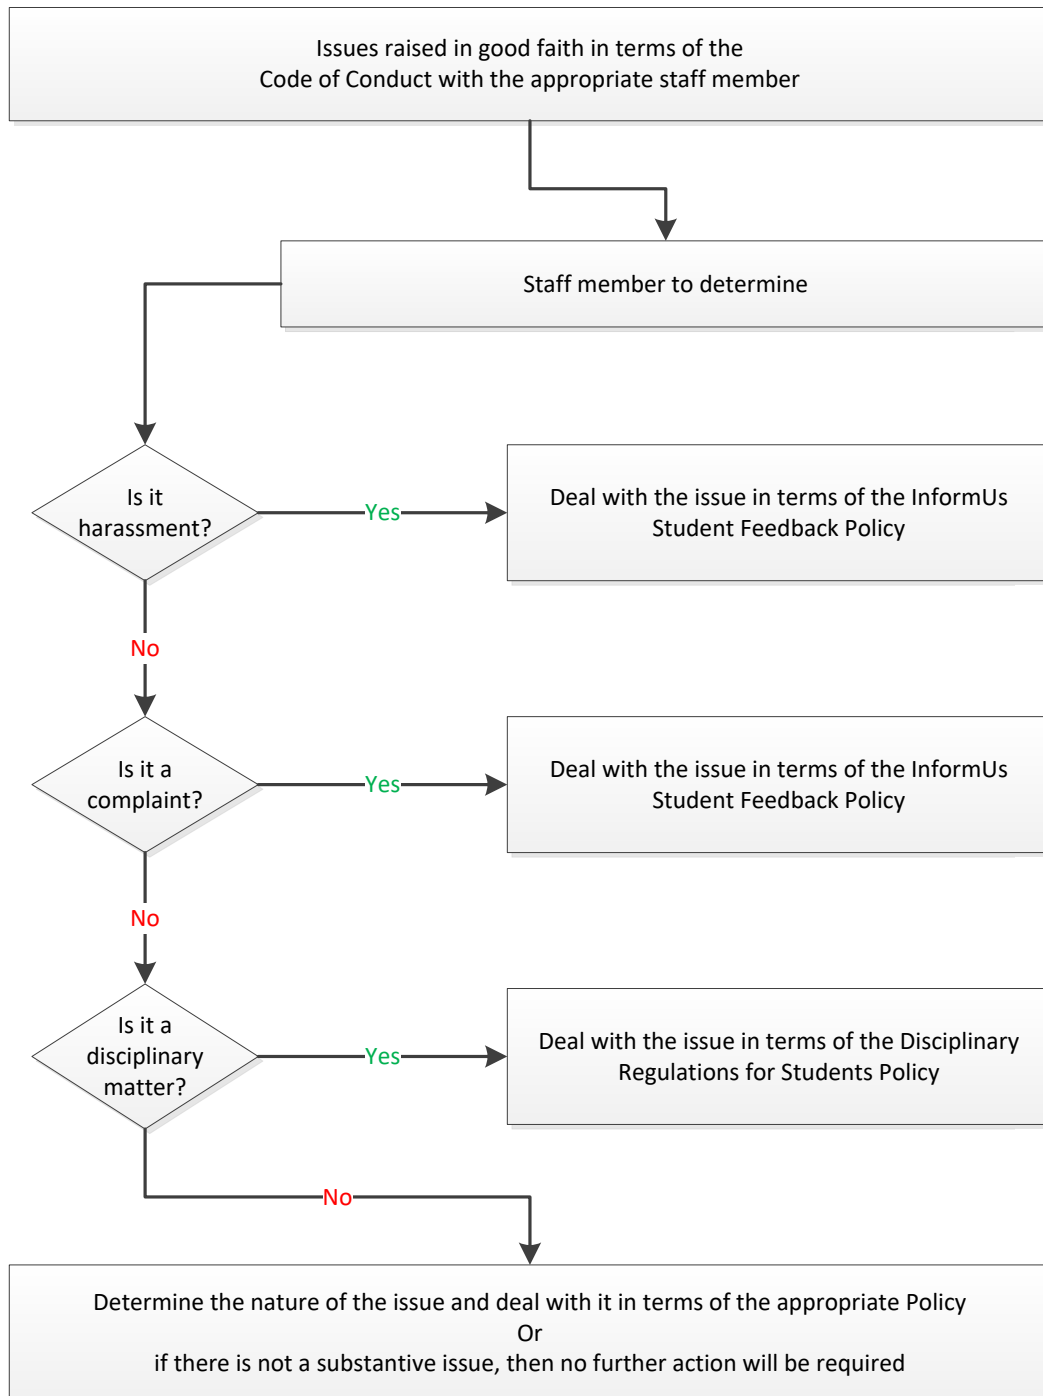 Issues raised in good faith in terms of the
Code of Conduct with the appropriate staff member
Staff member to determine
Is it
harassment?
Yes
Deal with the issue in terms of the InformUs
Student Feedback Policy
No
Is it a
complaint?
Yes
Deal with the issue in terms of the InformUs
Student Feedback Policy
No
Is it a
disciplinary
matter?
Yes
Deal with the issue in terms of the Disciplinary
Regulations for Students Policy
No
Determine the nature of the issue and deal with it in terms of the appropriate Policy
Or
if there is not a substantive issue, then no further action will be required